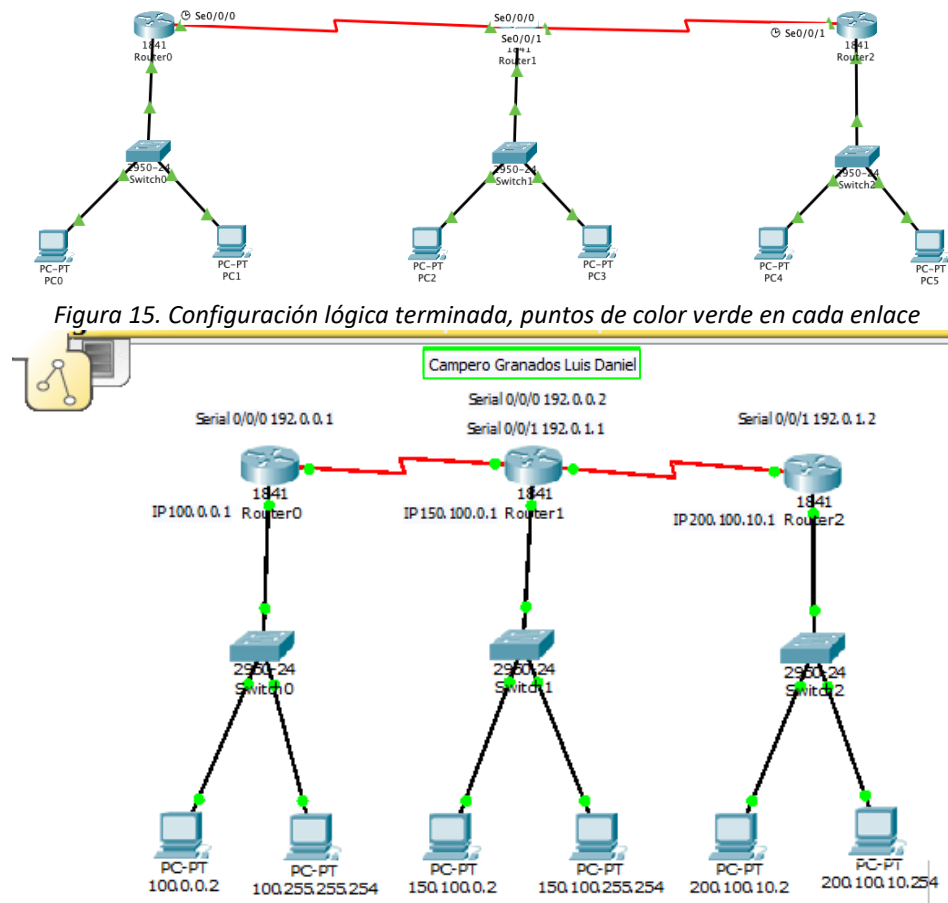 Se0/0/0
Se0/0/0
Se0/0/1
Se0/0/1
1841
Router0
1841
Router1
1841
Router2
2950-24
Switch0
2950-24
Switch1
2950-24
Switch2
PC-PT
PC0
PC-PT
PC1
PC-PT
PC2
PC-PT
PC3
PC-PT
PC4
PC-PT
PC5
Figura 15. Configuración lógica terminada, puntos de color verde en cada enlace
Campero Granados Luis Daniel
Serial 0/0/0 192.0.0.1
Serial 0/0/0 192.0.0.2
Serial 0/0/1 192.0.1.1
Serial 0/0/1 192.0.1.2
1841
Router0
IP100.0.0.1
1841
Router1
IP150.100.0.1
1841
Router2
IP200.100.10.1
2950-24
Switch0
2950-24
Switch1
2950-24
Switch2
PC-PT
100.0.0.2
PC-PT
100.255.255.254
PC-PT
150.100.0.2
PC-PT
150.100.255.254
PC-PT
200.100.10.2
PC-PT
200.100.10.254